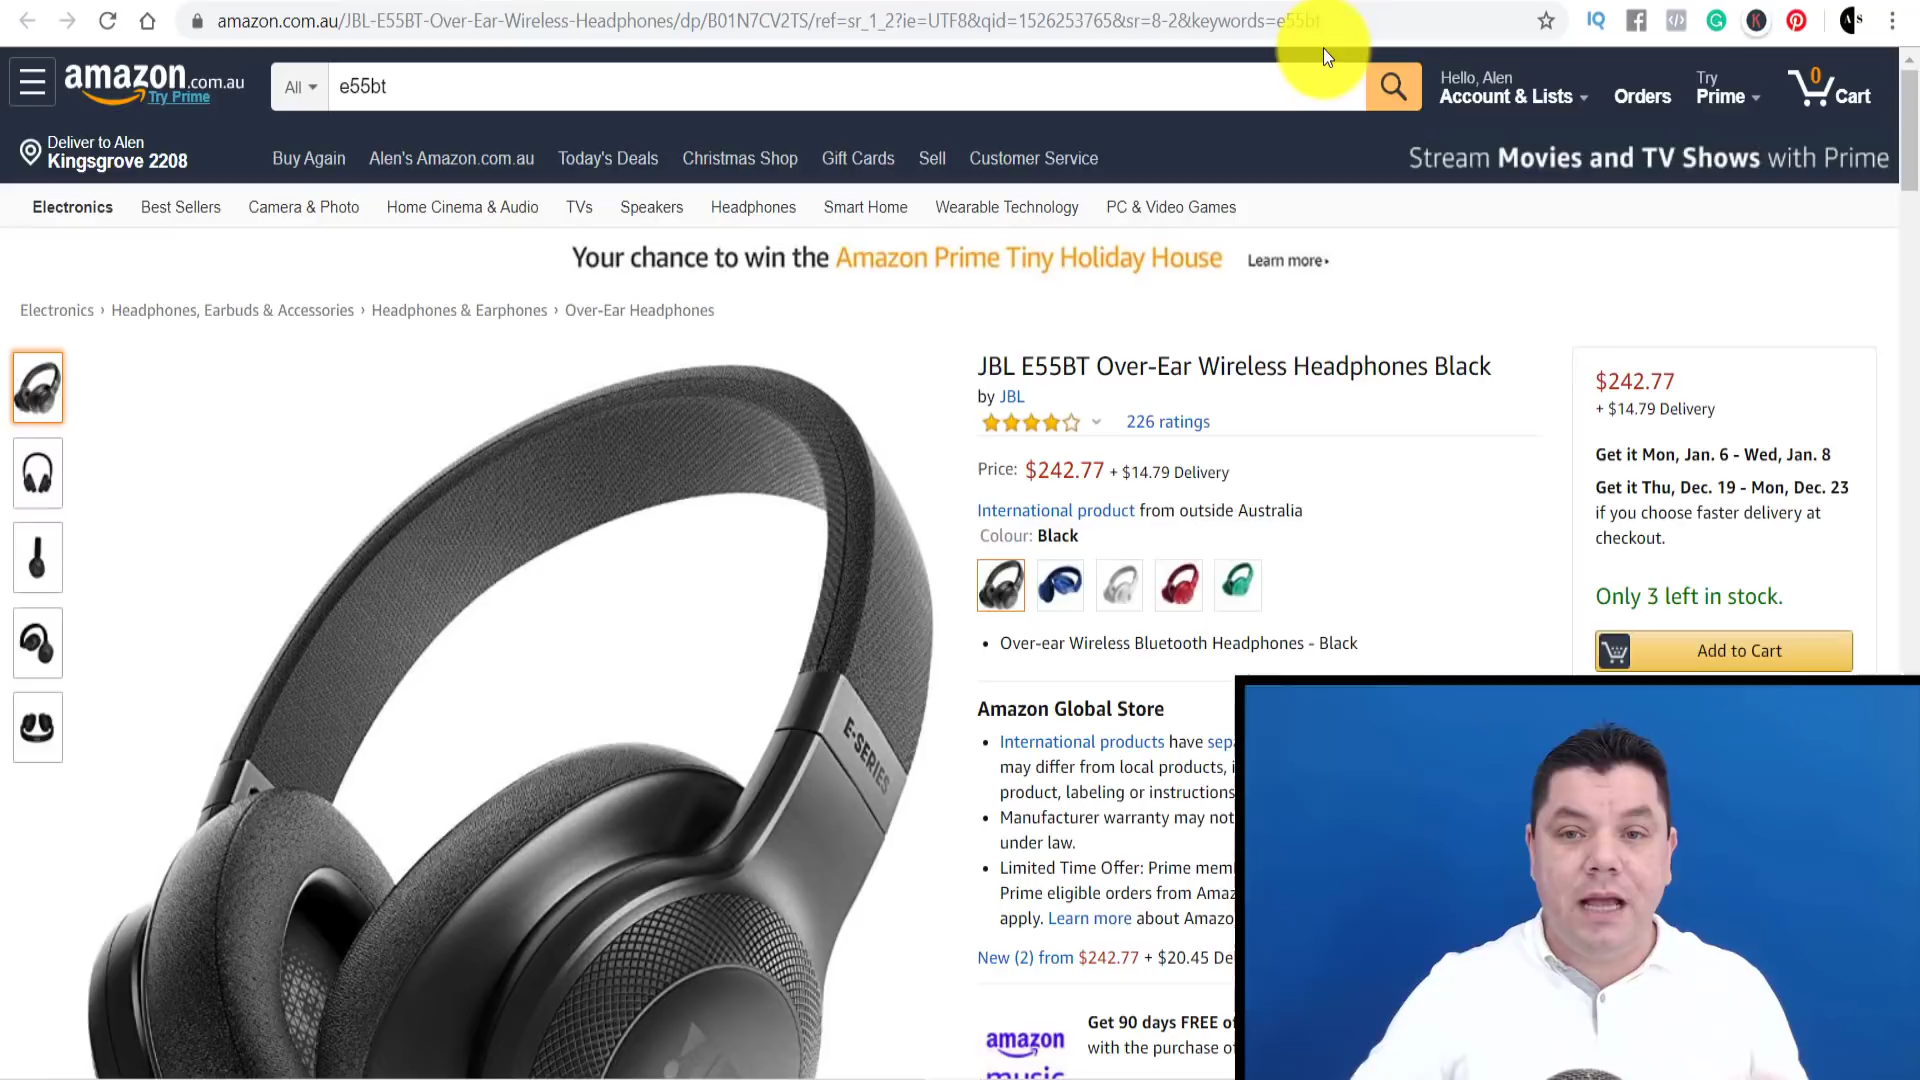 amazon.com.au/JBL-E55BT-Over-Ear-Wireless-Headphones/dp/B01N7CV2TS/ref=sr_1_2?ie=UTF8&qid=1526253765&sr=8-2&keywords=e55bt
amazon.com.au
Try Prime
All
e55bt
Hello, Alen
Account & Lists
Orders
Try
Prime
0
Cart
Deliver to Alen
Kingsgrove 2208
Buy Again
Alen's Amazon.com.au
Today's Deals
Christmas Shop
Gift Cards
Sell
Customer Service
Stream Movies and TV Shows with Prime
Electronics
Best Sellers
Camera & Photo
Home Cinema & Audio
TVs
Speakers
Headphones
Smart Home
Wearable Technology
PC & Video Games
Your chance to win the Amazon Prime Tiny Holiday House Learn more
Electronics › Headphones, Earbuds & Accessories › Headphones & Earphones › Over-Ear Headphones
JBL E55BT Over-Ear Wireless Headphones Black
by JBL
226 ratings
Price: $242.77 + $14.79 Delivery
International product from outside Australia
Colour: Black
• Over-ear Wireless Bluetooth Headphones - Black
Amazon Global Store
• International products have sep
may differ from local products, i
product, labeling or instructions
• Manufacturer warranty may not
under law.
• Limited Time Offer: Prime mem
Prime eligible orders from Amaz
apply. Learn more about Amazo
New (2) from $242.77 + $20.45 De
amazon
music
Get 90 days FREE o
with the purchase o
$242.77
+ $14.79 Delivery
Get it Mon, Jan. 6 - Wed, Jan. 8
Get it Thu, Dec. 19 - Mon, Dec. 23
if you choose faster delivery at
checkout.
Only 3 left in stock.
Add to Cart
E-SERIES